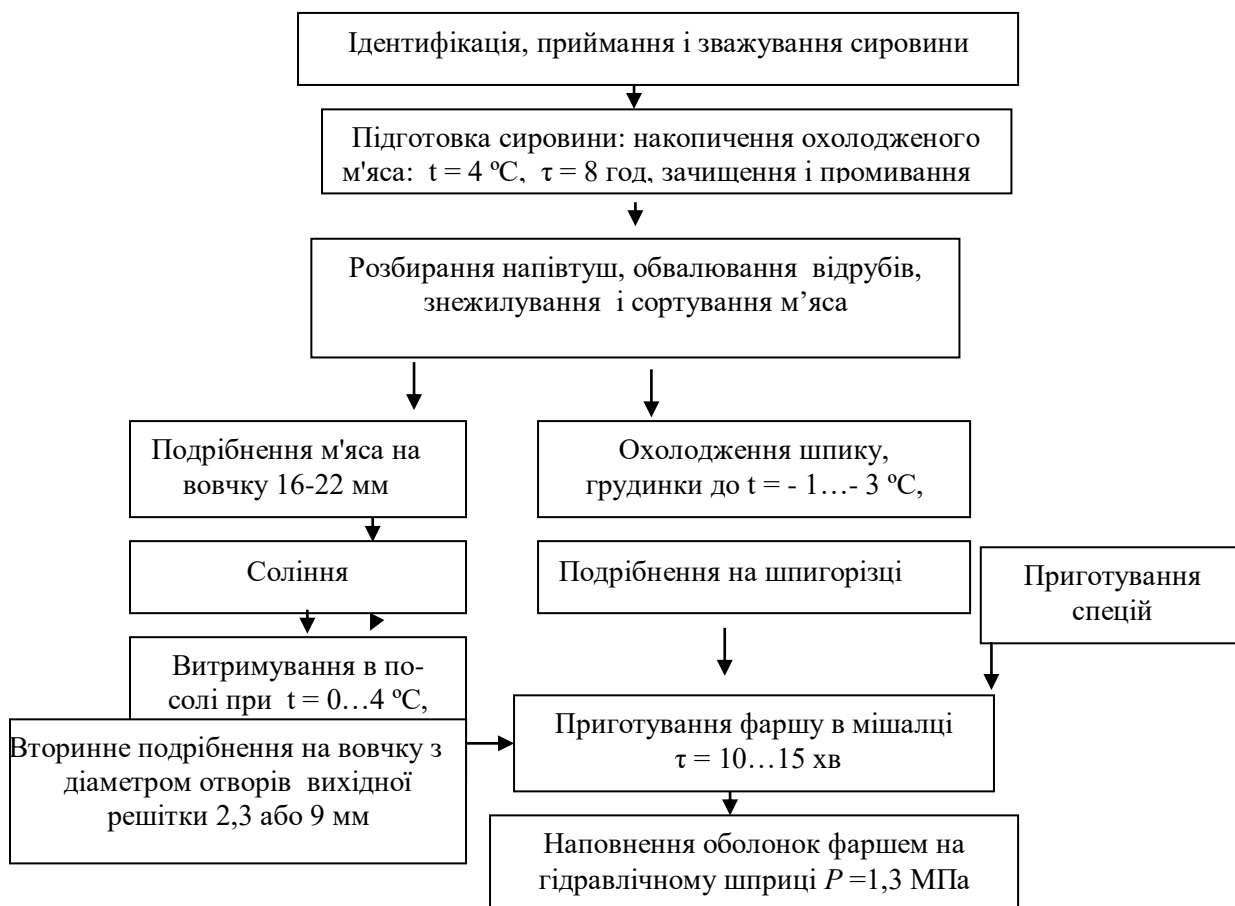 Ідентифікація, приймання і зважування сировини
Підготовка сировини: накопичення охолодженого
м'яса: t = 4 ºС, τ = 8 год, зачищення і промивання
Розбирання напівтуш, обвалювання відрубів,
знежилування і сортування м’яса
Подрібнення м'яса на
вовчку 16-22 мм
Охолодження шпику,
грудинки до t = - 1…- 3 ºС,
Соління
Подрібнення на шпигорізці
Приготування
спецій
Витримування в по-
солі при t = 0…4 ºС,
Вторинне подрібнення на вовчку з
діаметром отворів вихідної
решітки 2,3 або 9 мм
Приготування фаршу в мішалці
τ = 10…15 хв
Наповнення оболонок фаршем на
гідравлічному шприці P =1,3 МПа